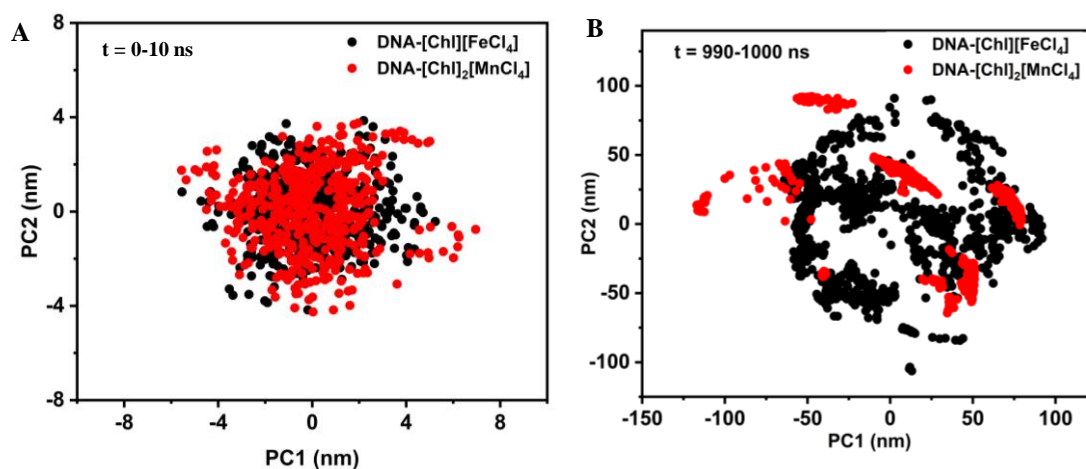 A
t = 0-10 ns
DNA-[Chl][FeCl₄]
DNA-[Chl]₂[MnCl₄]
8
4
0
-4
-8
PC2 (nm)
-8 -4 0 4 8
PC1 (nm)
B
t = 990-1000 ns
DNA-[Chl][FeCl₄]
DNA-[Chl]₂[MnCl₄]
100
50
0
-50
-100
PC2 (nm)
-150 -100 -50 0 50 100
PC1 (nm)